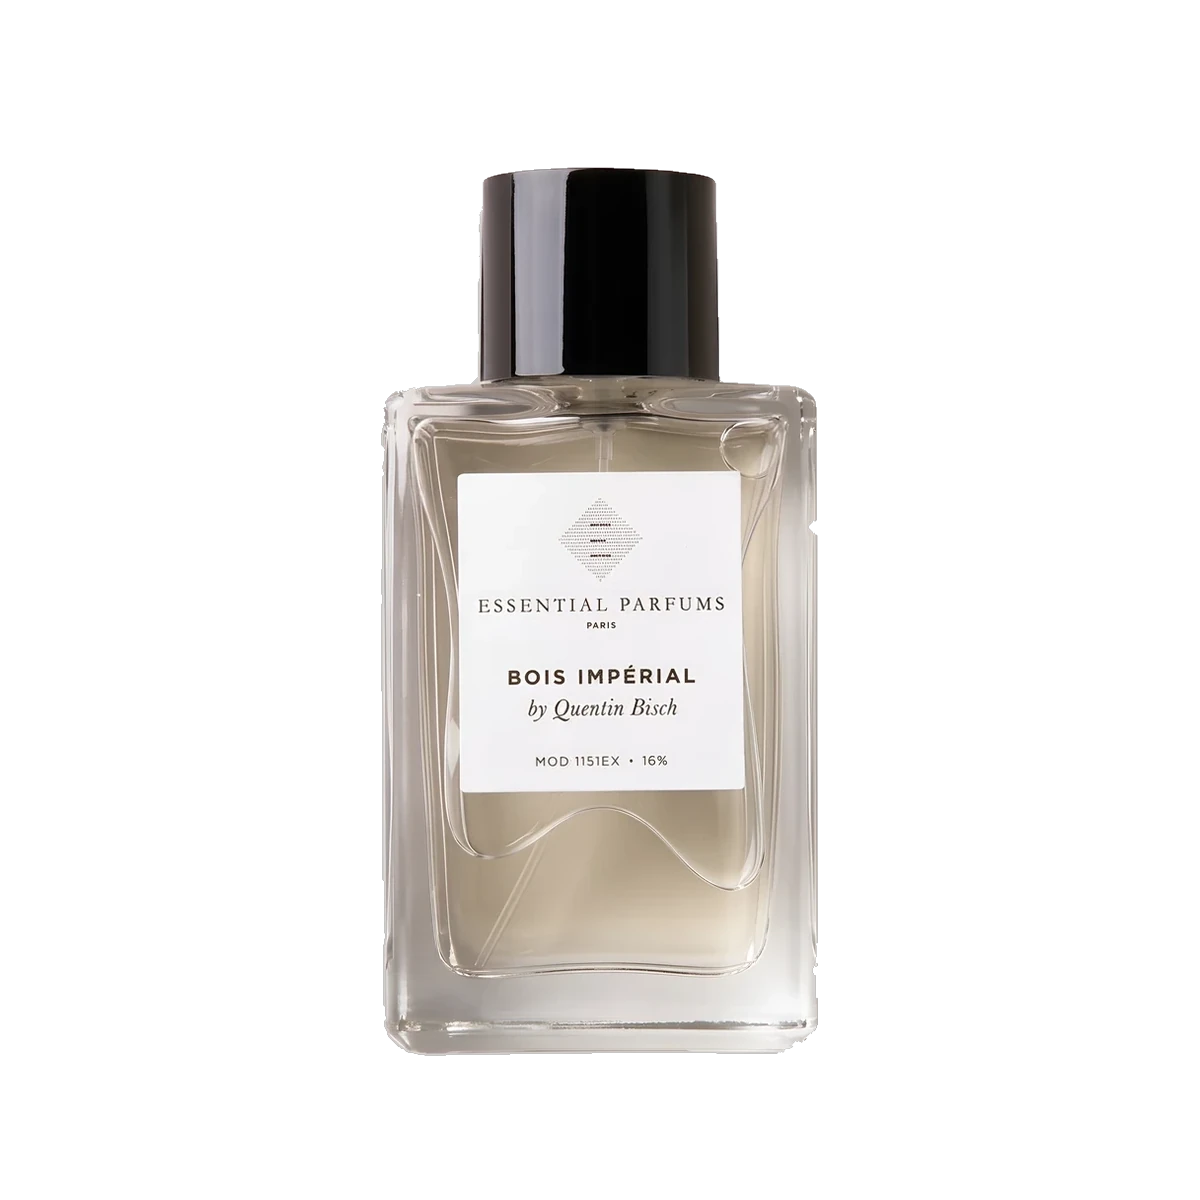 ESSENTIAL PARFUMS
PARIS
BOIS IMPÉRIAL
by Quentin Bisch
MOD 1151EX • 16%